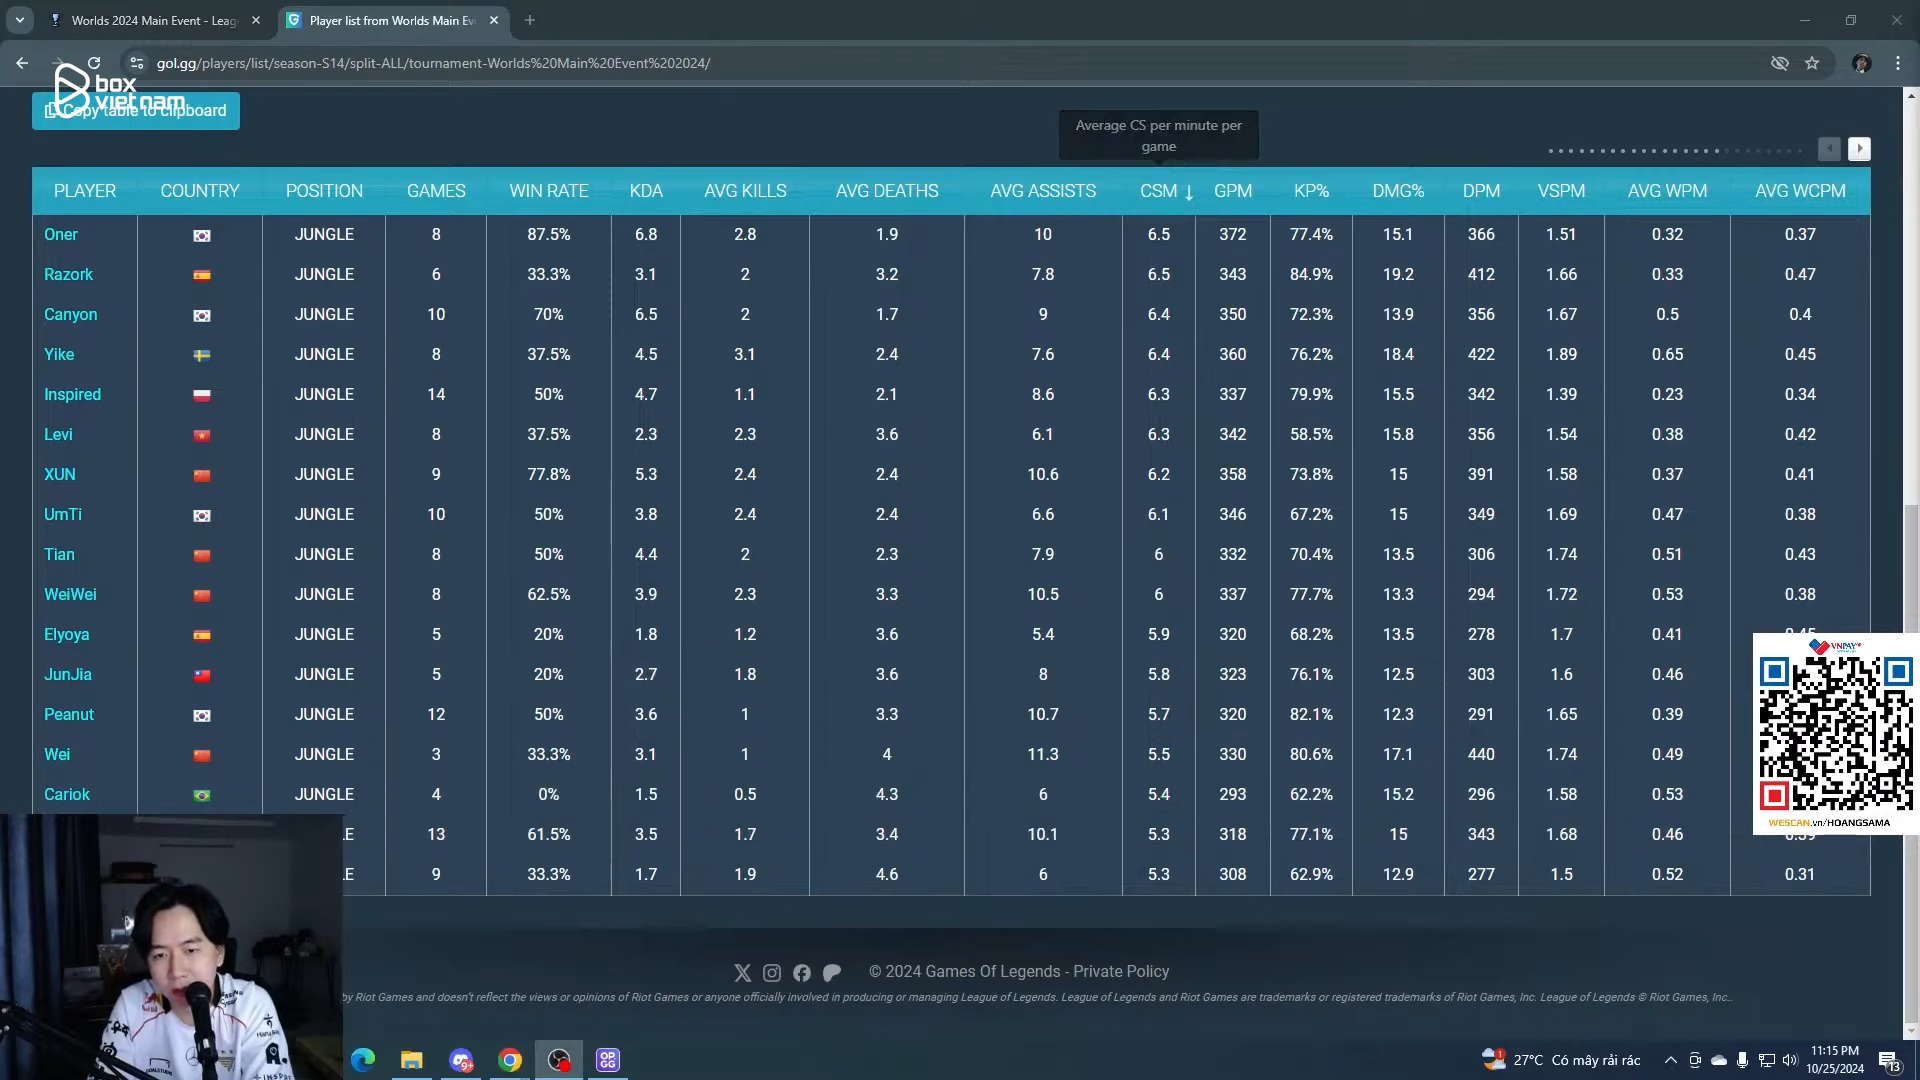 Worlds 2024 Main Event - Leag
Player list from Worlds Main Ev
gol.gg/players/list/season-S14/split-ALL/tournament-Worlds%20Main%20Event%202024/
box
việt nam
Copy table to clipboard
Average CS per minute per
game
PLAYER COUNTRY POSITION GAMES WIN RATE KDA AVG KILLS AVG DEATHS AVG ASSISTS CSM ↓ GPM KP% DMG% DPM VSPM AVG WPM AVG WCPM
Oner JUNGLE 8 87.5% 6.8 2.8 1.9 10 6.5 372 77.4% 15.1 366 1.51 0.32 0.37
Razork JUNGLE 6 33.3% 3.1 2 3.2 7.8 6.5 343 84.9% 19.2 412 1.66 0.33 0.47
Canyon JUNGLE 10 70% 6.5 2 1.7 9 6.4 350 72.3% 13.9 356 1.67 0.5 0.4
Yike JUNGLE 8 37.5% 4.5 3.1 2.4 7.6 6.4 360 76.2% 18.4 422 1.89 0.65 0.45
Inspired JUNGLE 14 50% 4.7 1.1 2.1 8.6 6.3 337 79.9% 15.5 342 1.39 0.23 0.34
Levi JUNGLE 8 37.5% 2.3 2.3 3.6 6.1 6.3 342 58.5% 15.8 356 1.54 0.38 0.42
XUN JUNGLE 9 77.8% 5.3 2.4 2.4 10.6 6.2 358 73.8% 15 391 1.58 0.37 0.41
UmTi JUNGLE 10 50% 3.8 2.4 2.4 6.6 6.1 346 67.2% 15 349 1.69 0.47 0.38
Tian JUNGLE 8 50% 4.4 2 2.3 7.9 6 332 70.4% 13.5 306 1.74 0.51 0.43
WeiWei JUNGLE 8 62.5% 3.9 2.3 3.3 10.5 6 337 77.7% 13.3 294 1.72 0.53 0.38
Elyoya JUNGLE 5 20% 1.8 1.2 3.6 5.4 5.9 320 68.2% 13.5 278 1.7 0.41
JunJia JUNGLE 5 20% 2.7 1.8 3.6 8 5.8 323 76.1% 12.5 303 1.6 0.46
Peanut JUNGLE 12 50% 3.6 1 3.3 10.7 5.7 320 82.1% 12.3 291 1.65 0.39
Wei JUNGLE 3 33.3% 3.1 1 4 11.3 5.5 330 80.6% 17.1 440 1.74 0.49
Cariok JUNGLE 4 0% 1.5 0.5 4.3 6 5.4 293 62.2% 15.2 296 1.58 0.53
LE 13 61.5% 3.5 1.7 3.4 10.1 5.3 318 77.1% 15 343 1.68 0.46
LE 9 33.3% 1.7 1.9 4.6 6 5.3 308 62.9% 12.9 277 1.5 0.52 0.31
VNPAY
WESCAN.vn/HOANGSAMA
© 2024 Games Of Legends - Private Policy
by Riot Games and doesn't reflect the views or opinions of Riot Games or anyone officially involved in producing or managing League of Legends. League of Legends and Riot Games are trademarks or registered trademarks of Riot Games, Inc. League of Legends © Riot Games, Inc..
9+
OP
GG
1
27°C Có mây rải rác
11:15 PM
10/25/2024
13